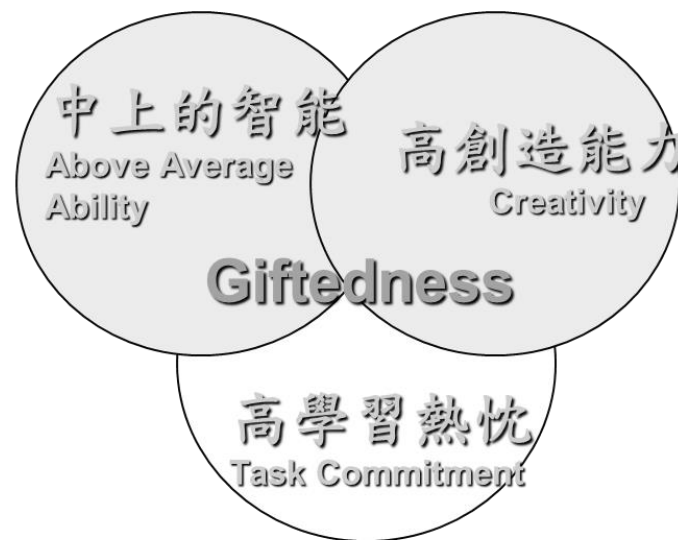 中上的智能
Above Average
Ability
高創造能力
Creativity
Giftedness
高學習熱忱
Task Commitment